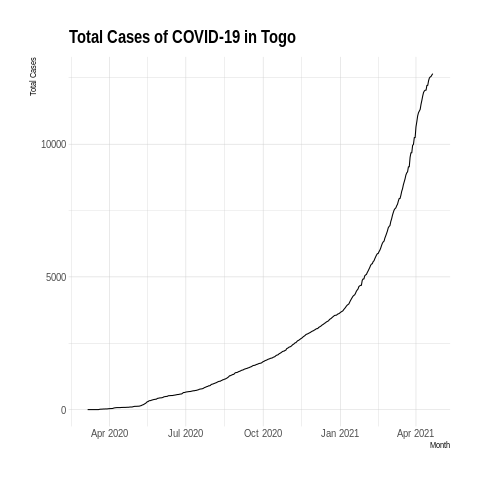 Total Cases of COVID-19 in Togo
Total Cases
10000
5000
0
Apr 2020 Jul 2020 Oct 2020 Jan 2021 Apr 2021
Month